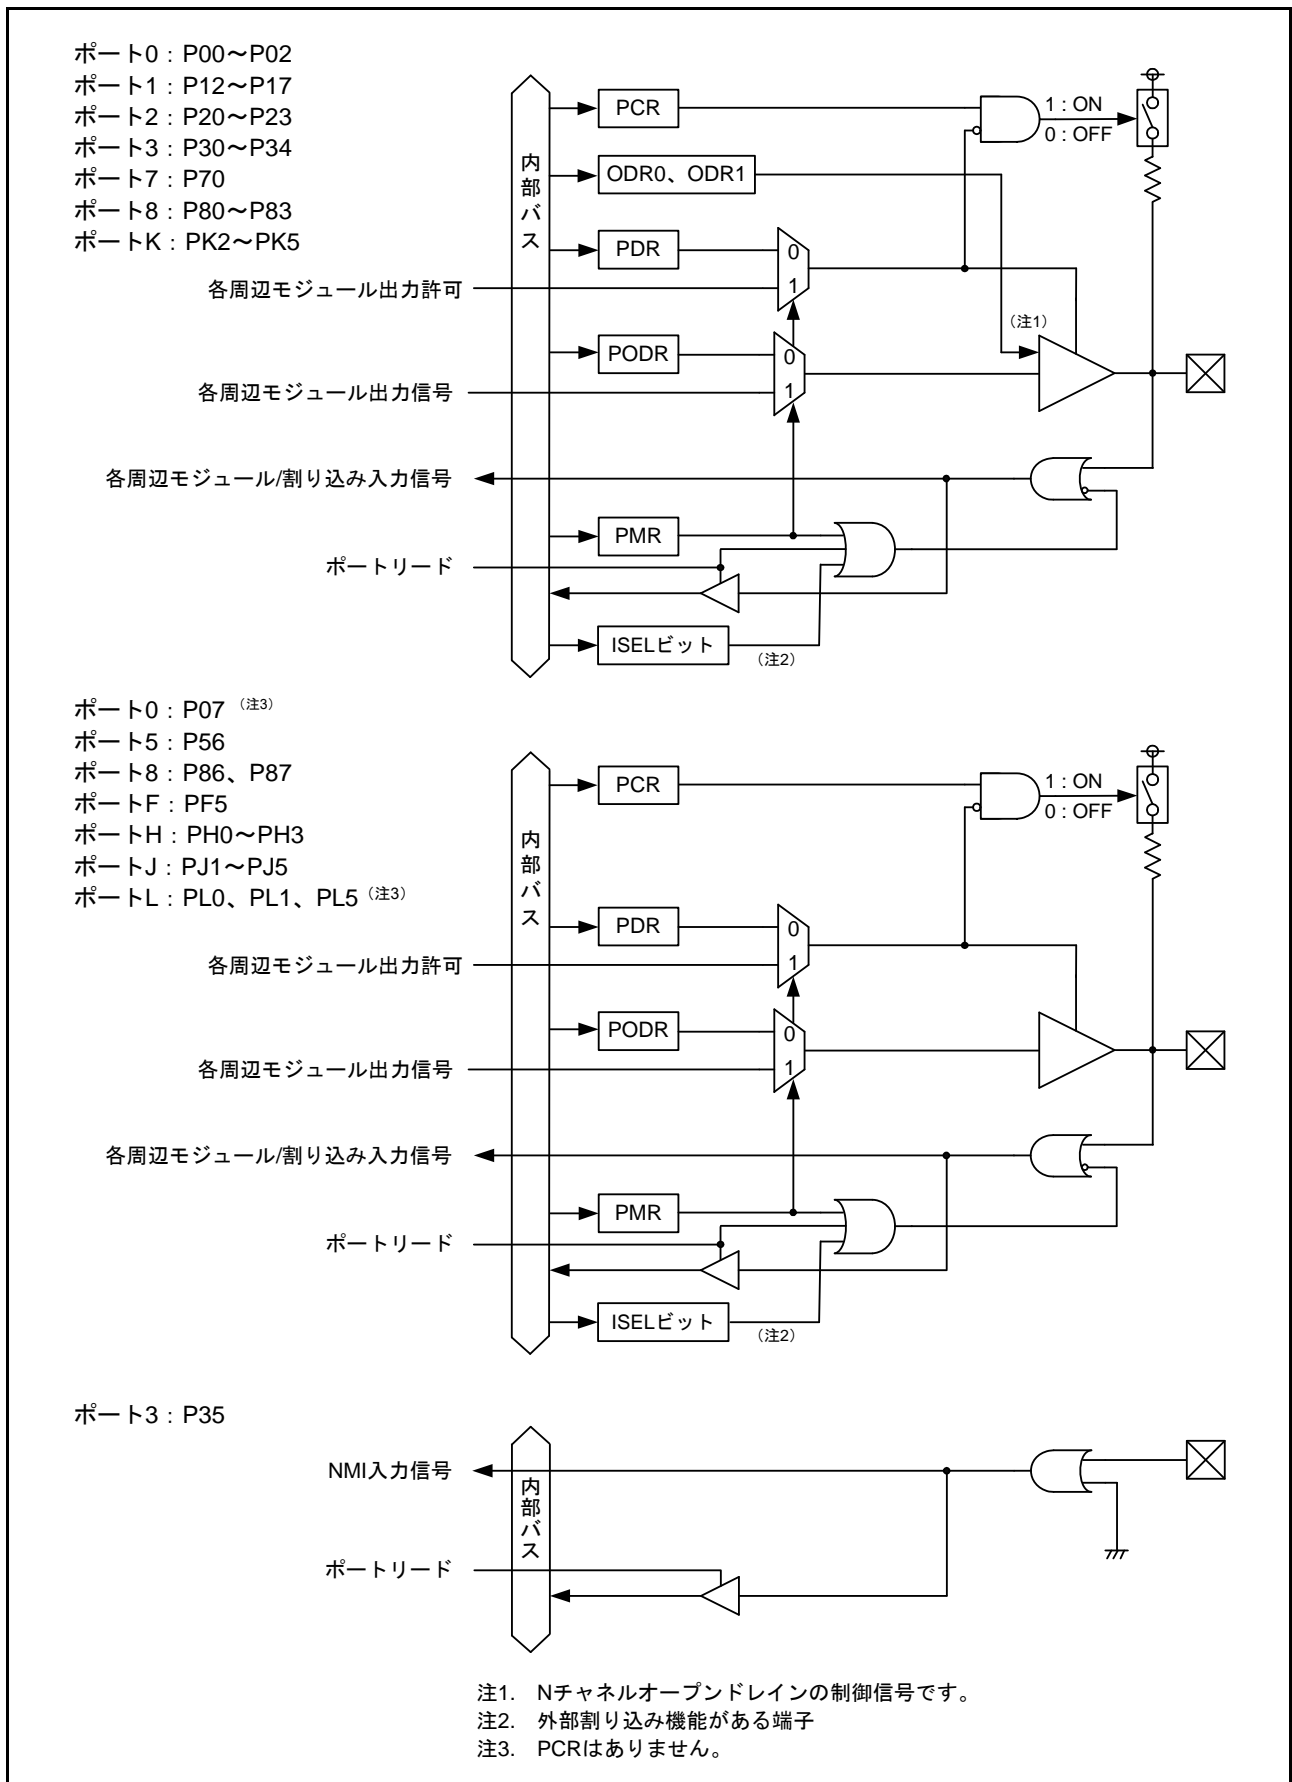 ポート0：P00～P02
ポート1：P12～P17
ポート2：P20～P23
ポート3：P30～P34
ポート7：P70
ポート8：P80～P83
ポートK：PK2～PK5
内部バス
PCR
1 : ON
0 : OFF
ODR0、ODR1
PDR
0
1
各周辺モジュール出力許可
（注1）
PODR
0
1
各周辺モジュール出力信号
各周辺モジュール/割り込み入力信号
PMR
ポートリード
ISELビット
（注2）
ポート0：P07（注3）
ポート5：P56
ポート8：P86、P87
ポートF：PF5
ポートH：PH0～PH3
ポートJ：PJ1～PJ5
ポートL：PL0、PL1、PL5（注3）
内部バス
PCR
1 : ON
0 : OFF
PDR
0
1
各周辺モジュール出力許可
PODR
0
1
各周辺モジュール出力信号
各周辺モジュール/割り込み入力信号
PMR
ポートリード
ISELビット
（注2）
ポート3：P35
NMI入力信号
内部バス
ポートリード
注1. Nチャネルオープンドレインの制御信号です。
注2. 外部割り込み機能がある端子
注3. PCRはありません。